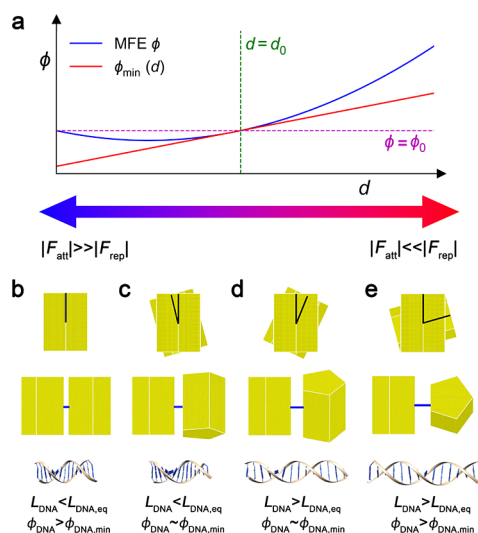 a
MFE ϕ
ϕmin (d)
d = d0
ϕ
ϕ = ϕ0
d
|Fatt|>>|Frep|
|Fatt|<<|Frep|
b
c
d
e
LDNA<LDNA,eq
ϕDNA>ϕDNA,min
LDNA<LDNA,eq
ϕDNA~ϕDNA,min
LDNA>LDNA,eq
ϕDNA~ϕDNA,min
LDNA>LDNA,eq
ϕDNA>ϕDNA,min